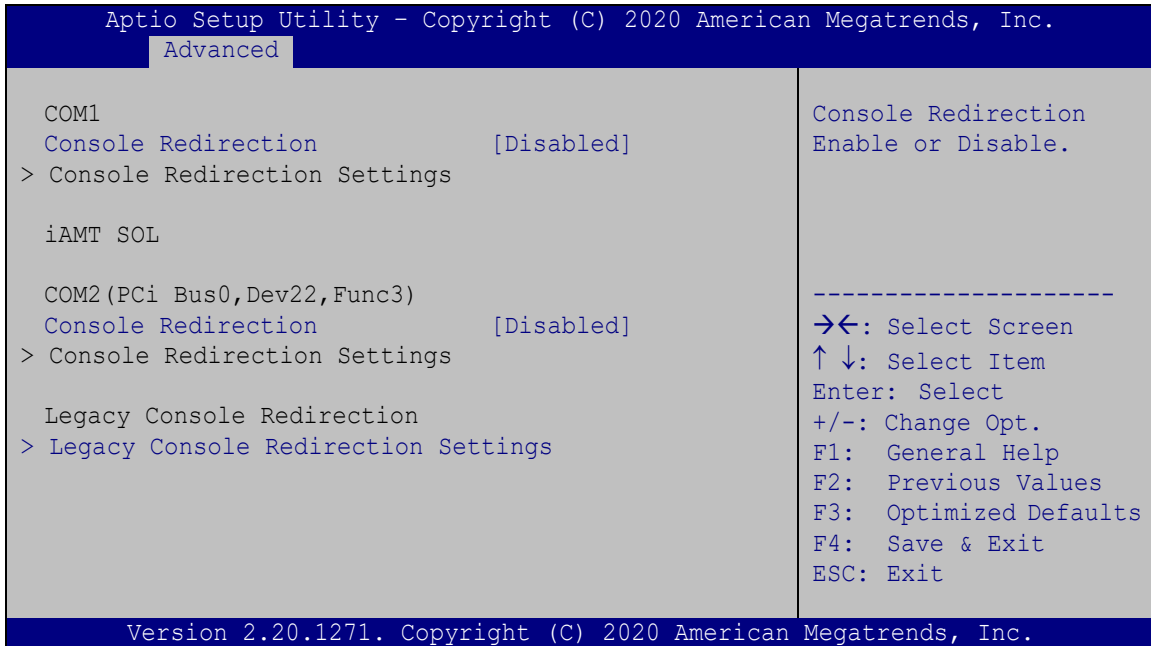 Aptio Setup Utility – Copyright (C) 2020 American Megatrends, Inc.
Advanced
COM1
Console Redirection [Disabled]
> Console Redirection Settings
iAMT SOL
COM2(PCi Bus0,Dev22,Func3)
Console Redirection [Disabled]
> Console Redirection Settings
Legacy Console Redirection
> Legacy Console Redirection Settings
Console Redirection
Enable or Disable.
---------------------
→←: Select Screen
↑ ↓: Select Item
Enter: Select
+/-: Change Opt.
F1: General Help
F2: Previous Values
F3: Optimized Defaults
F4: Save & Exit
ESC: Exit
Version 2.20.1271. Copyright (C) 2020 American Megatrends, Inc.